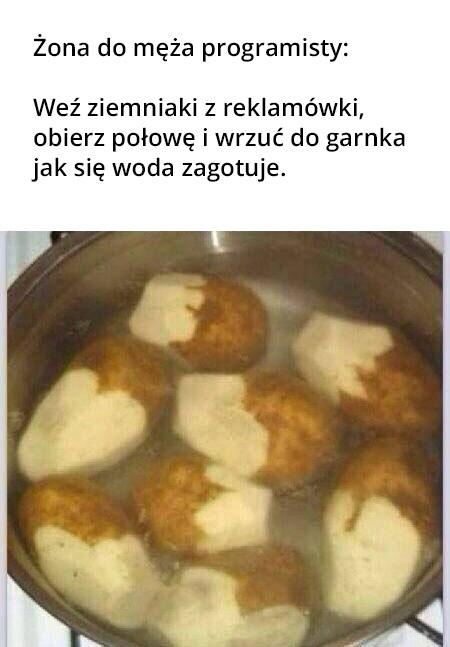 Żona do męża programisty:
Weź ziemniaki z reklamówki,
obierz połowę i wrzuć do garnka
jak się woda zagotuje.